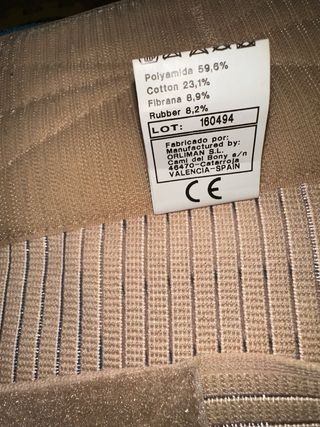 Polyamida 59,6%
Cotton 23,1%
Fibrana 8,9%
Rubber 8,2%
LOT: 160494
Fabricado por:
Manufactured by:
ORLIMAN S.L.
Cami del Bony s/n
46470-Catarroja
VALENCIA-SPAIN
CE